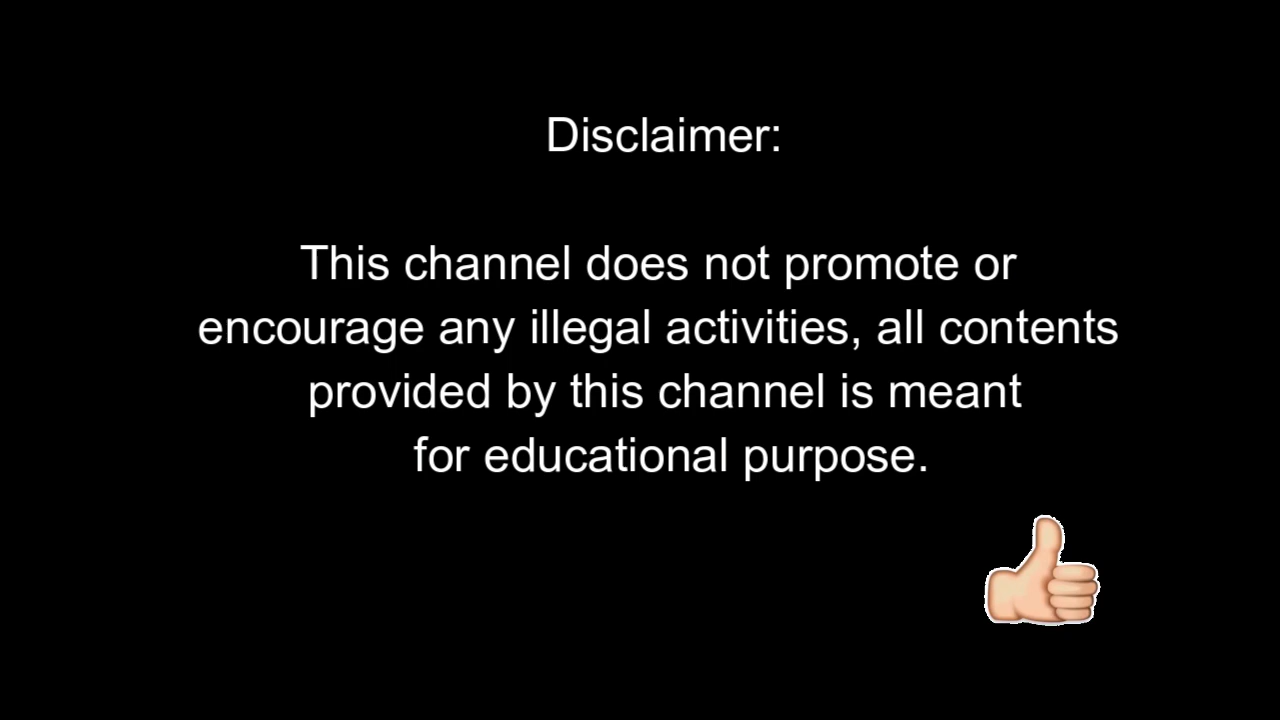 Disclaimer:
This channel does not promote or
encourage any illegal activities, all contents
provided by this channel is meant
for educational purpose.